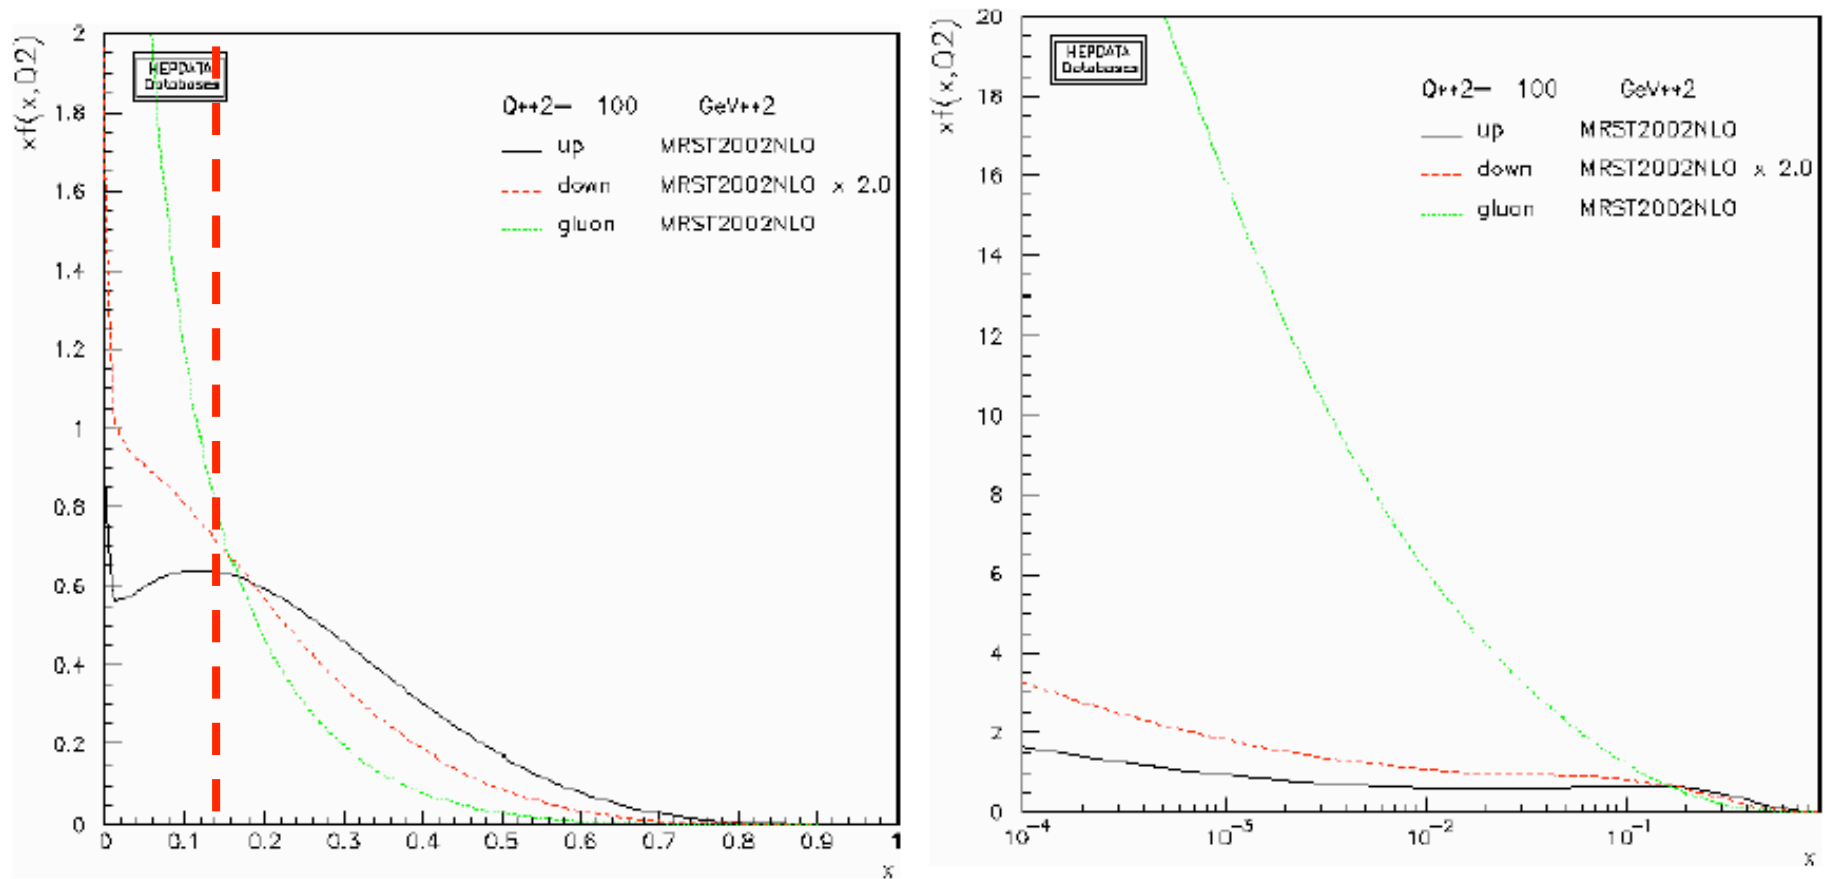 xf(x,Q2)
2
1.8
1.6
1.4
1.2
1
0.8
0.6
0.4
0.2
0
HEPDATA
Databases
Q**2= 100 GeV**2
up MRST2002NLO
down MRST2002NLO x 2.0
gluon MRST2002NLO
0 0.1 0.2 0.3 0.4 0.5 0.6 0.7 0.8 0.9 1
x
xf(x,Q2)
20
18
16
14
12
10
8
6
4
2
0
HEPDATA
Databases
Q**2= 100 GeV**2
up MRST2002NLO
down MRST2002NLO x 2.0
gluon MRST2002NLO
10⁻⁴ 10⁻³ 10⁻² 10⁻¹
x